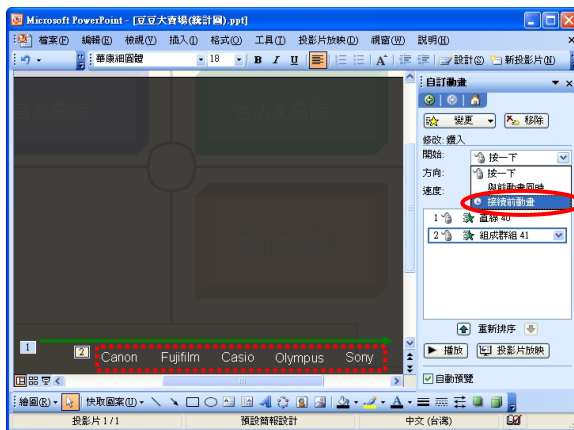 Microsoft PowerPoint - [豆豆大賣場(統計圖).ppt]
檔案(F) 編輯(E) 檢視(V) 插入(I) 格式(O) 工具(T) 投影片放映(D) 視窗(W) 說明(H)
華康細圓體 18 B I U A 設計(S) 新投影片(N)
自訂動畫
變更 移除
修改: 鑽入
開始: 按一下
方向: 按一下
與前動畫同時
速度: 接續前動畫
1 直線 40
2 組成群組 41
生活家電館
重新排序
1
2 Canon Fujifilm Casio Olympus Sony
播放 投影片放映
自動預覽
繪圖(R) 快取圖案(U) A
投影片 1 / 1 預設簡報設計 中文 (台灣)